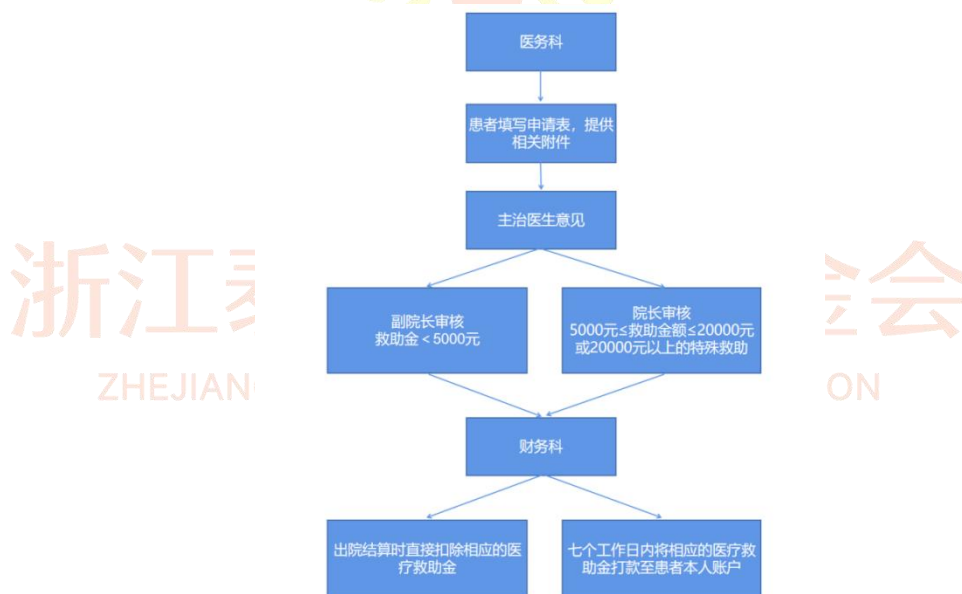 医务科
患者填写申请表，提供
相关附件
主治医生意见
副院长审核
救助金＜5000元
院长审核
5000元≤救助金额≤20000元
或20000元以上的特殊救助
浙江
金会
ZHEJIAN
ON
财务科
出院结算时直接扣除相应的医
疗救助金
七个工作日内将相应的医疗救
助金打款至患者本人账户